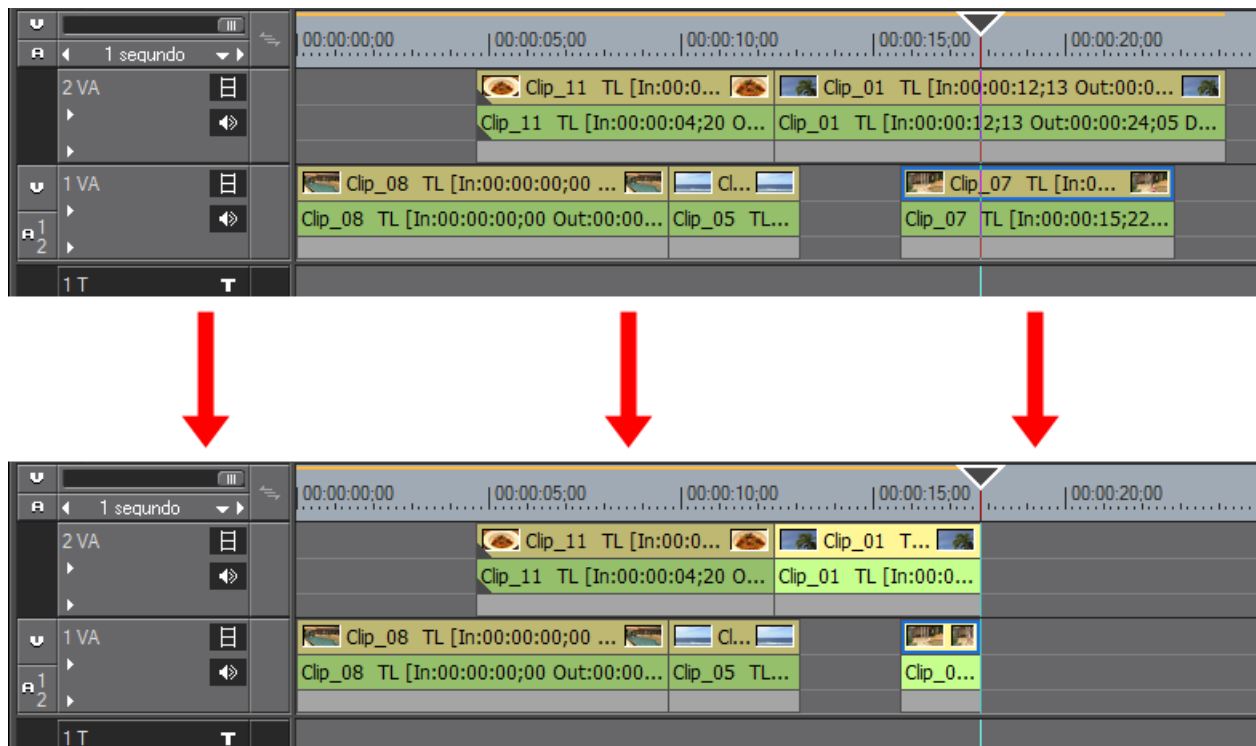 V
A 1 segundo 00:00:00;00 00:00:05;00 00:00:10;00 00:00:15;00 00:00:20;00
2 VA Clip_11 TL [In:00:0... Clip_01 TL [In:00:00:12;13 Out:00:0...
Clip_11 TL [In:00:00:04;20 O... Clip_01 TL [In:00:00:12;13 Out:00:00:24;05 D...
V 1 VA Clip_08 TL [In:00:00:00;00 ... Cl... Clip_07 TL [In:0...
A 1 2 Clip_08 TL [In:00:00:00;00 Out:00:00... Clip_05 TL... Clip_07 TL [In:00:00:15;22...
1 T T
V
A 1 segundo 00:00:00;00 00:00:05;00 00:00:10;00 00:00:15;00 00:00:20;00
2 VA Clip_11 TL [In:00:0... Clip_01 T...
Clip_11 TL [In:00:00:04;20 O... Clip_01 TL [In:00:0...
V 1 VA Clip_08 TL [In:00:00:00;00 ... Cl...
A 1 2 Clip_08 TL [In:00:00:00;00 Out:00:00... Clip_05 TL... Clip_0...
1 T T